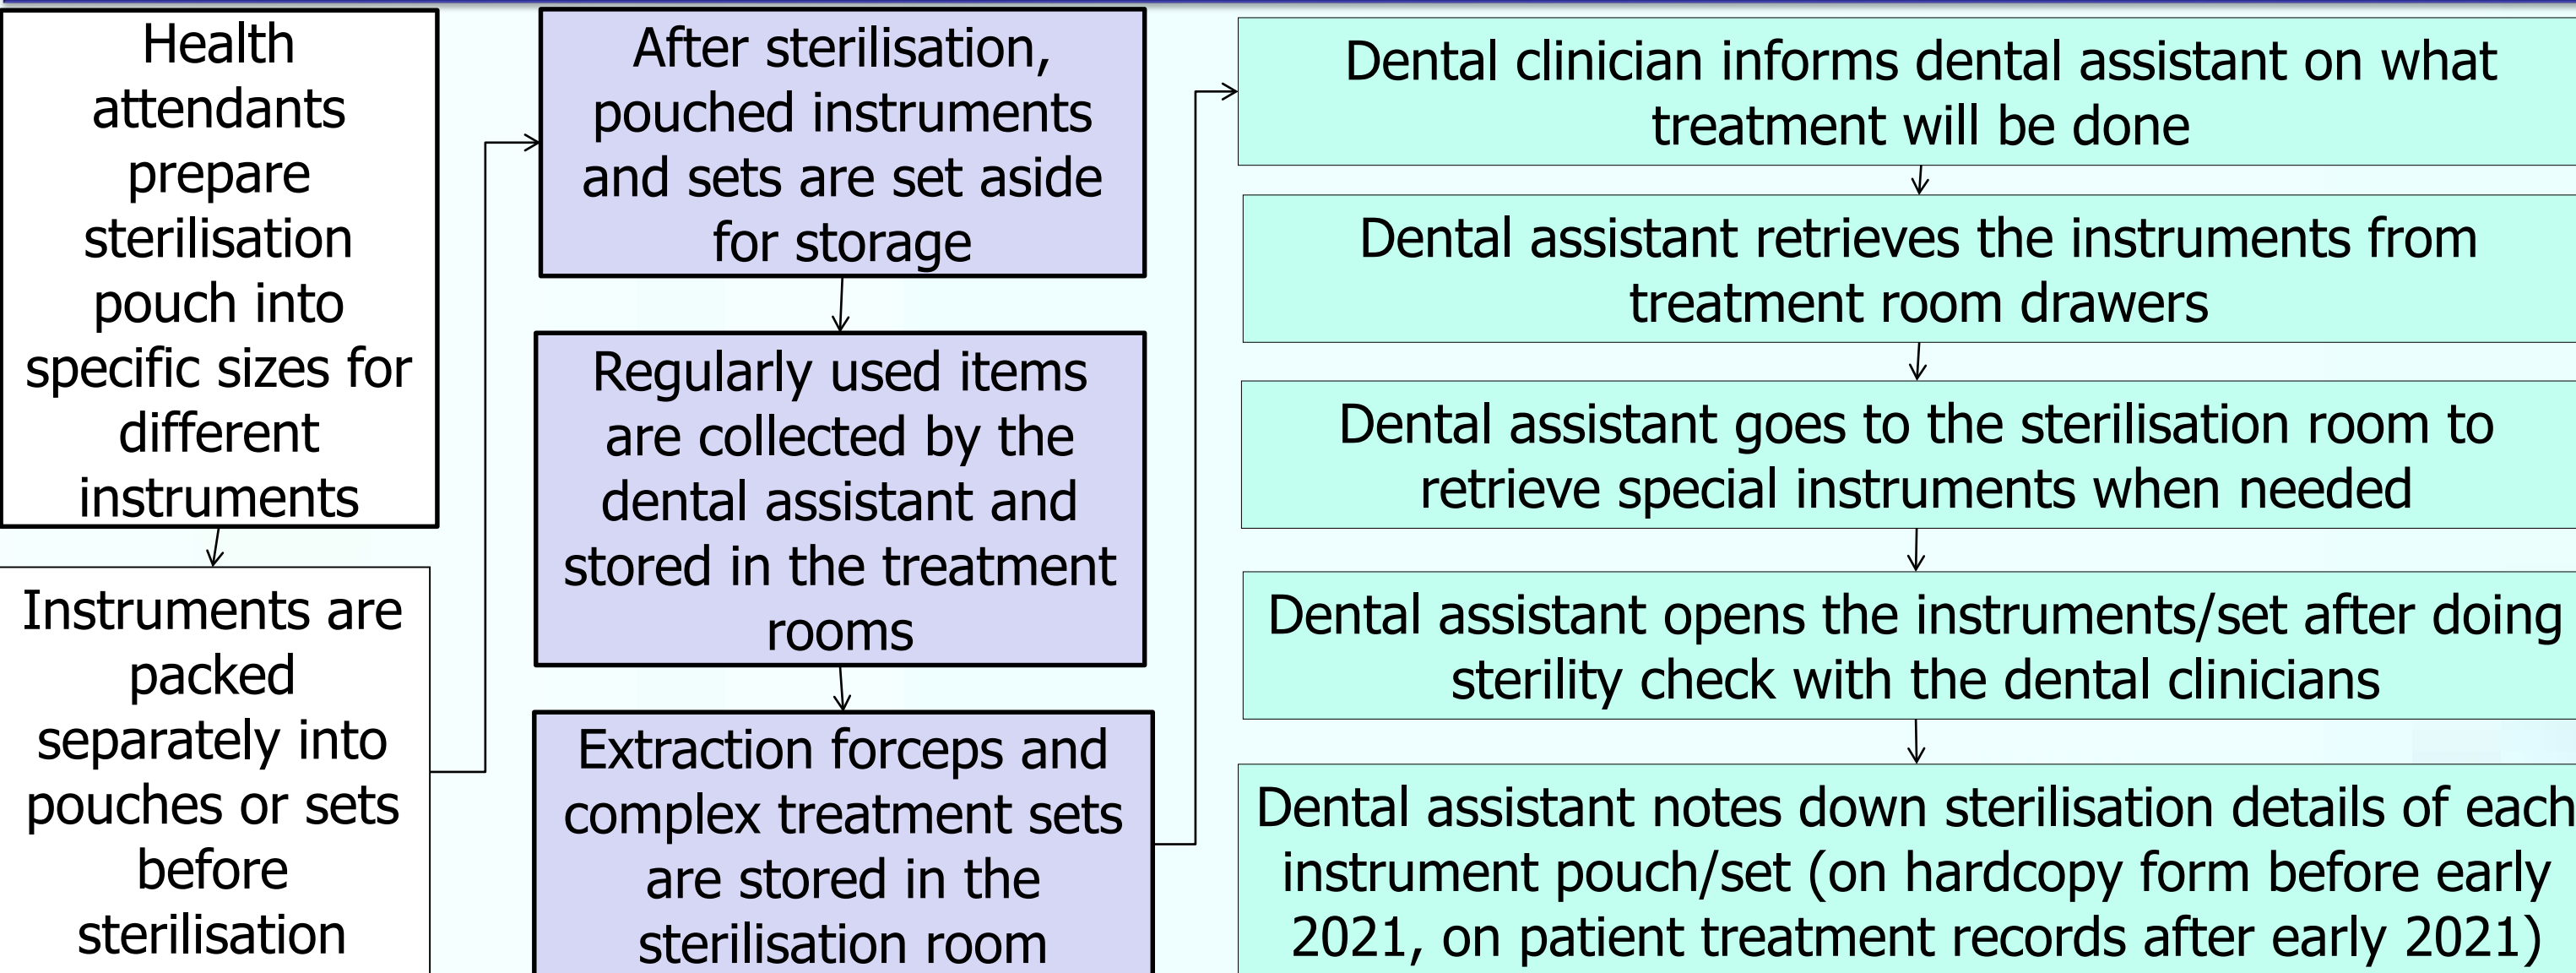 Health
attendants
prepare
sterilisation
pouch into
specific sizes for
different
instruments
Instruments are
packed
separately into
pouches or sets
before
sterilisation
After sterilisation,
pouched instruments
and sets are set aside
for storage
Regularly used items
are collected by the
dental assistant and
stored in the treatment
rooms
Extraction forceps and
complex treatment sets
are stored in the
sterilisation room
Dental clinician informs dental assistant on what
treatment will be done
Dental assistant retrieves the instruments from
treatment room drawers
Dental assistant goes to the sterilisation room to
retrieve special instruments when needed
Dental assistant opens the instruments/set after doing
sterility check with the dental clinicians
Dental assistant notes down sterilisation details of each
instrument pouch/set (on hardcopy form before early
2021, on patient treatment records after early 2021)